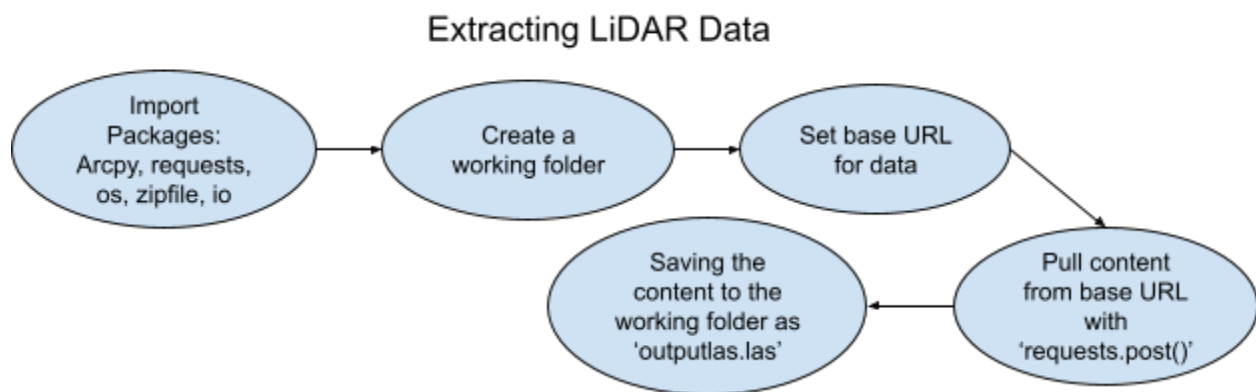 Extracting LiDAR Data
Import
Packages:
Arcpy, requests,
os, zipfile, io
Create a
working folder
Set base URL
for data
Pull content
from base URL
with
‘requests.post()’
Saving the
content to the
working folder as
‘outputlas.las’